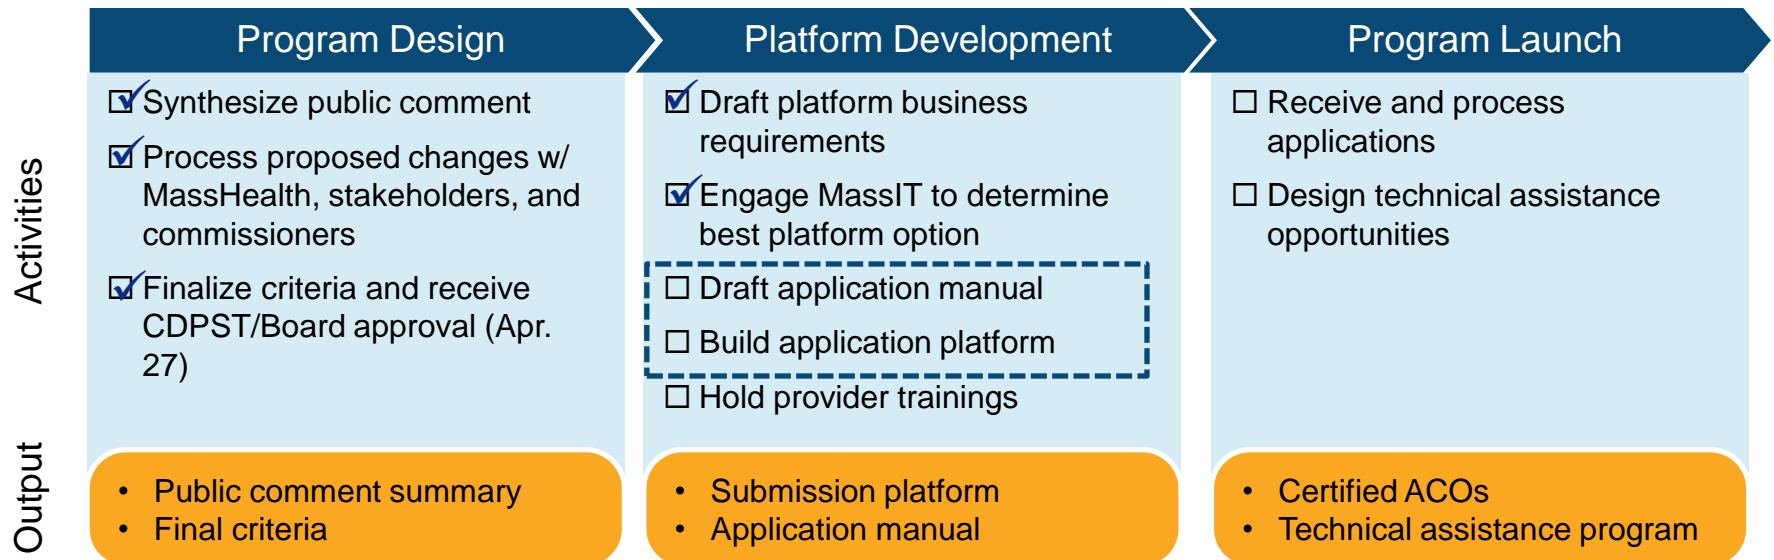 Program Design
Platform Development
Program Launch
Activities
Synthesize public comment
Process proposed changes w/
MassHealth, stakeholders, and
commissioners
Finalize criteria and receive
CDPST/Board approval (Apr.
27)
Draft platform business
requirements
Engage MassIT to determine
best platform option
Draft application manual
Build application platform
Hold provider trainings
Receive and process
applications
Design technical assistance
opportunities
Output
• Public comment summary
• Final criteria
• Submission platform
• Application manual
• Certified ACOs
• Technical assistance program